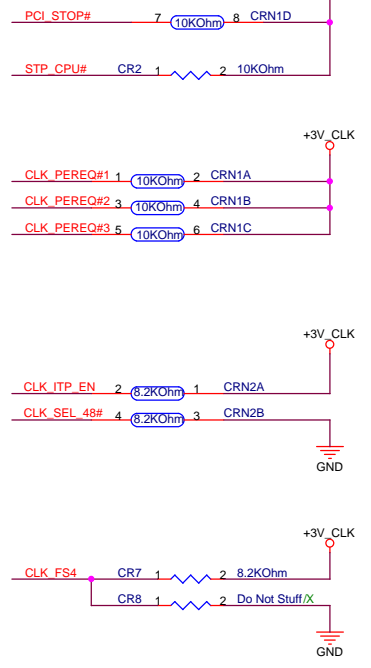 PCI_STOP# 7 10KOhm 8 CRN1D
STP_CPU# CR2 1 2 10KOhm
+3V_CLK
CLK_PEREQ#1 1 10KOhm 2 CRN1A
CLK_PEREQ#2 3 10KOhm 4 CRN1B
CLK_PEREQ#3 5 10KOhm 6 CRN1C
+3V_CLK
CLK_ITP_EN 2 8.2KOhm 1 CRN2A
CLK_SEL_48# 4 8.2KOhm 3 CRN2B
GND
+3V_CLK
CLK_FS4 CR7 1 2 8.2KOhm
CR8 1 2 Do Not Stuff/X
GND